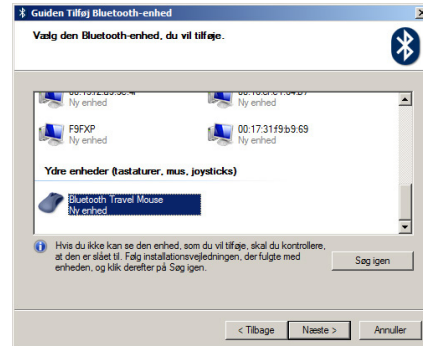 Guiden Tilføj Bluetooth-enhed
Vælg den Bluetooth-enhed, du vil tilføje.
Ny enhed
Ny enhed
F9FXP
Ny enhed
00:17:31:f9:b9:69
Ny enhed
Ydre enheder (tastaturer, mus, joysticks)
Bluetooth Travel Mouse
Ny enhed
Hvis du ikke kan se den enhed, som du vil tilføje, skal du kontrollere,
at den er slået til. Følg installationsvejledningen, der fulgte med
enheden, og klik derefter på Søg igen.
Søg igen
< Tilbage
Næste >
Annuller